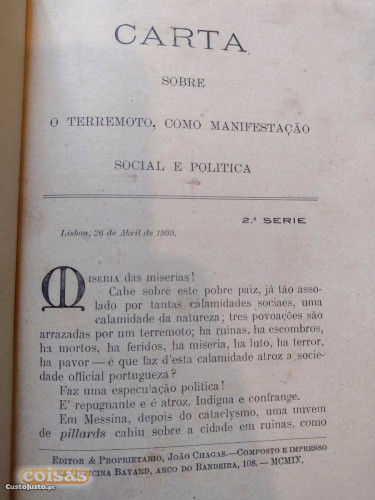 CARTA
SOBRE
O TERREMOTO, COMO MANIFESTAÇÃO
SOCIAL E POLITICA
2.ª SERIE
Lisboa, 26 de Abril de 1909.
MISERIA das miserias!
Cahe sobre este pobre paiz, já tão asso-
lado por tantas calamidades sociaes, uma
calamidade da natureza; tres povoações são
arrazadas por um terremoto; ha ruinas, ha escombros,
ha mortos, ha feridos, ha miseria, ha luto, ha terror,
ha pavor — e que faz d'esta calamidade atroz a socie-
dade official portugueza?
Faz uma especulação politica!
E' repugnante e é atroz. Indigna e confrange.
Em Messina, depois do cataclysmo, uma nuvem
de pillards cahiu sobre a cidade em ruinas, como
EDITOR & PROPRIETARIO, JOÃO CHAGAS.—COMPOSTO E IMPRESSO
OFFICINA BAYARD, ARCO DO BANDEIRA, 108. — MCMIX.
coisas
CustoJusto.pt